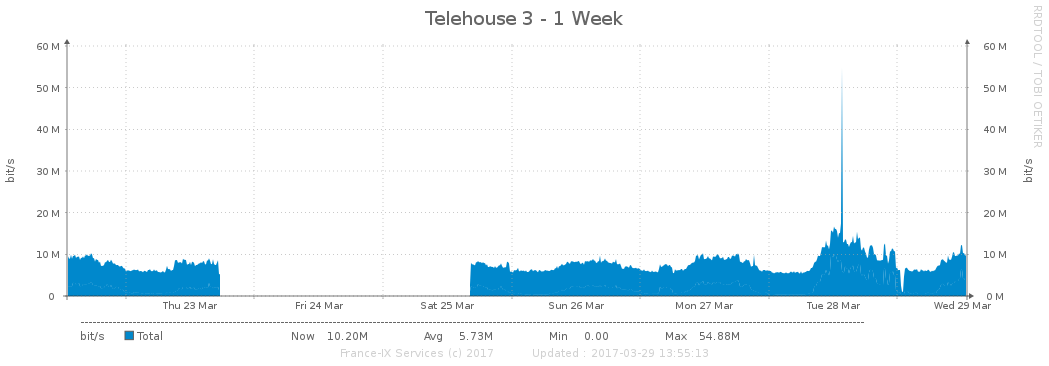 Telehouse 3 - 1 Week
RRDTOOL / TOBI OETIKER
bit/s
60 M
50 M
40 M
30 M
20 M
10 M
0
60 M
50 M
40 M
30 M
20 M
10 M
0 M
bit/s
Thu 23 Mar Fri 24 Mar Sat 25 Mar Sun 26 Mar Mon 27 Mar Tue 28 Mar Wed 29 Mar
bit/s Total Now 10.20M Avg 5.73M Min 0.00 Max 54.88M
France-IX Services (c) 2017 Updated : 2017-03-29 13:55:13